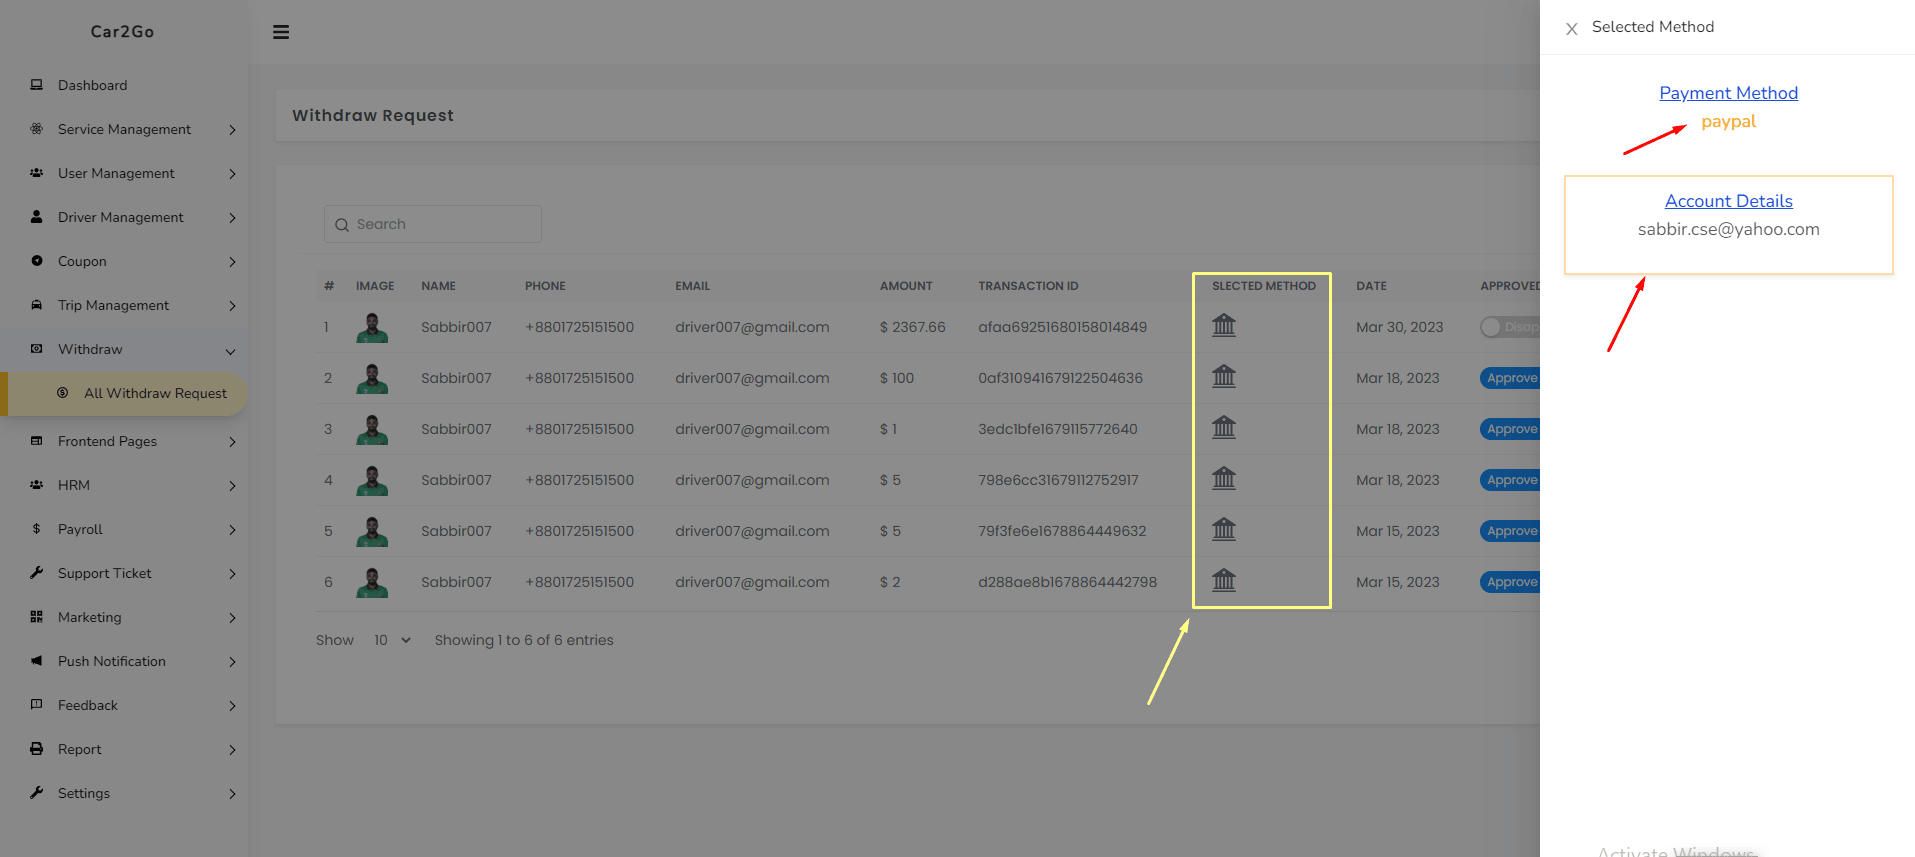 Car2Go
Dashboard
Service Management
User Management
Driver Management
Coupon
Trip Management
Withdraw
All Withdraw Request
Frontend Pages
HRM
Payroll
Support Ticket
Marketing
Push Notification
Feedback
Report
Settings
Withdraw Request
Search
# IMAGE NAME PHONE EMAIL AMOUNT TRANSACTION ID SLECTED METHOD DATE APPROVED
1 Sabbir007 +8801725151500 driver007@gmail.com $ 2367.66 afaa69251680158014849 Mar 30, 2023 Disap
2 Sabbir007 +8801725151500 driver007@gmail.com $ 100 0af310941679122504636 Mar 18, 2023 Approve
3 Sabbir007 +8801725151500 driver007@gmail.com $ 1 3edc1bfe1679115772640 Mar 18, 2023 Approve
4 Sabbir007 +8801725151500 driver007@gmail.com $ 5 798e6cc31679112752917 Mar 18, 2023 Approve
5 Sabbir007 +8801725151500 driver007@gmail.com $ 5 79f3fe6e1678864449632 Mar 15, 2023 Approve
6 Sabbir007 +8801725151500 driver007@gmail.com $ 2 d288ae8b1678864442798 Mar 15, 2023 Approve
Show 10 Showing 1 to 6 of 6 entries
Selected Method
Payment Method
paypal
Account Details
sabbir.cse@yahoo.com
Activate Windows